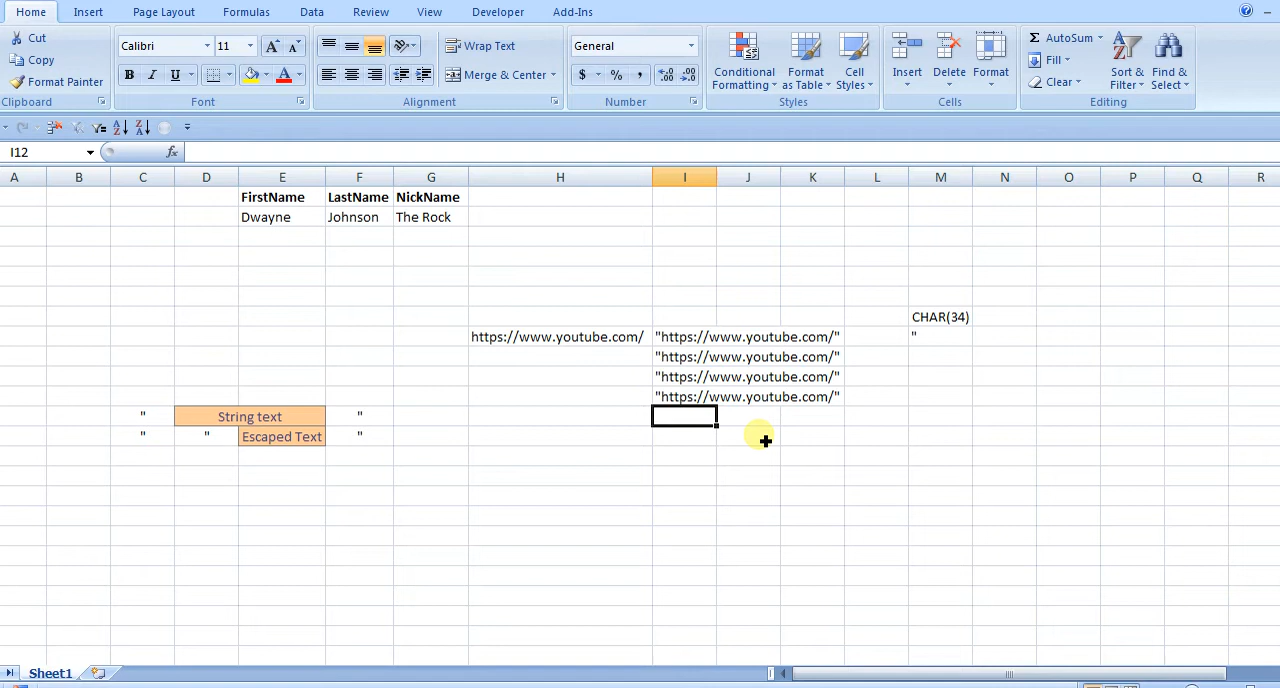 Home Insert Page Layout Formulas Data Review View Developer Add-Ins
Cut
Copy
Format Painter
Clipboard
Calibri 11
B I U
Font
Wrap Text
Merge & Center
Alignment
General
$ % ,
Number
Conditional Formatting
Format as Table
Cell Styles
Styles
Insert Delete Format
Cells
AutoSum
Fill
Clear
Sort & Filter
Find & Select
Editing
I12 fx
A B C D E F G H I J K L M N O P Q R
FirstName LastName NickName
Dwayne Johnson The Rock
CHAR(34)
https://www.youtube.com/ "https://www.youtube.com/" "
"https://www.youtube.com/"
"https://www.youtube.com/"
"https://www.youtube.com/"
" String text "
" " Escaped Text "
Sheet1